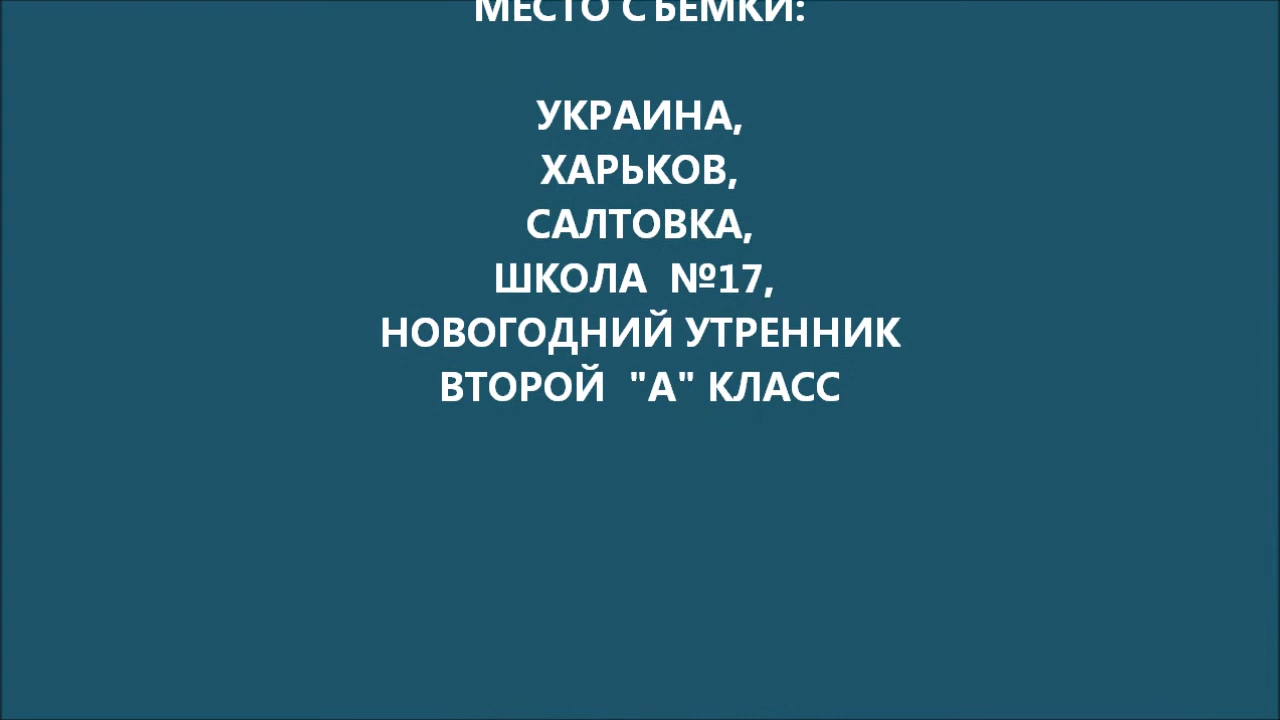 МЕСТО СЪЕМКИ:
УКРАИНА,
ХАРЬКОВ,
САЛТОВКА,
ШКОЛА №17,
НОВОГОДНИЙ УТРЕННИК
ВТОРОЙ "А" КЛАСС